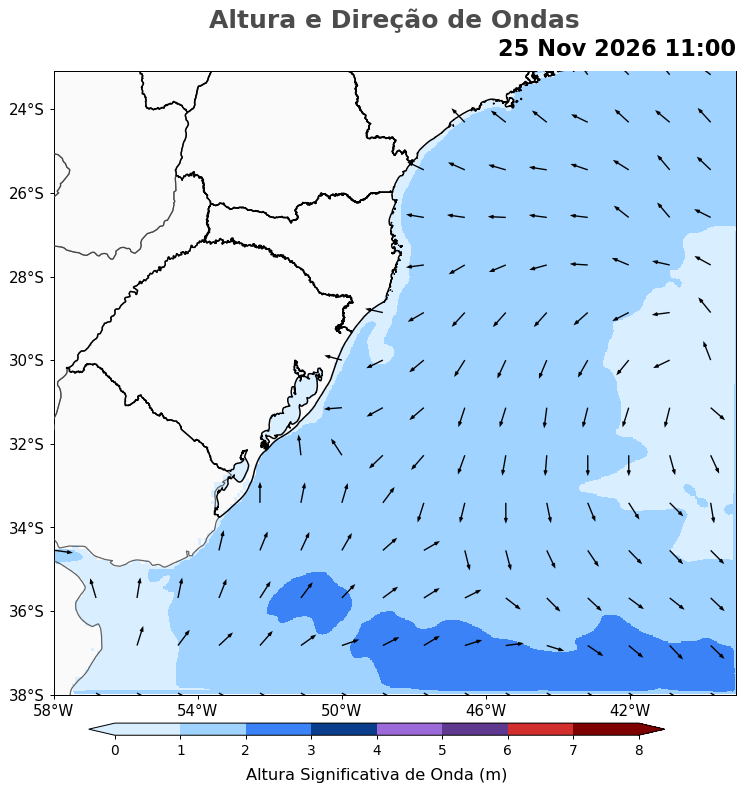 Altura e Direção de Ondas
25 Nov 2026 11:00
24°S
26°S
28°S
30°S
32°S
34°S
36°S
38°S
58°W 54°W 50°W 46°W 42°W
0 1 2 3 4 5 6 7 8
Altura Significativa de Onda (m)